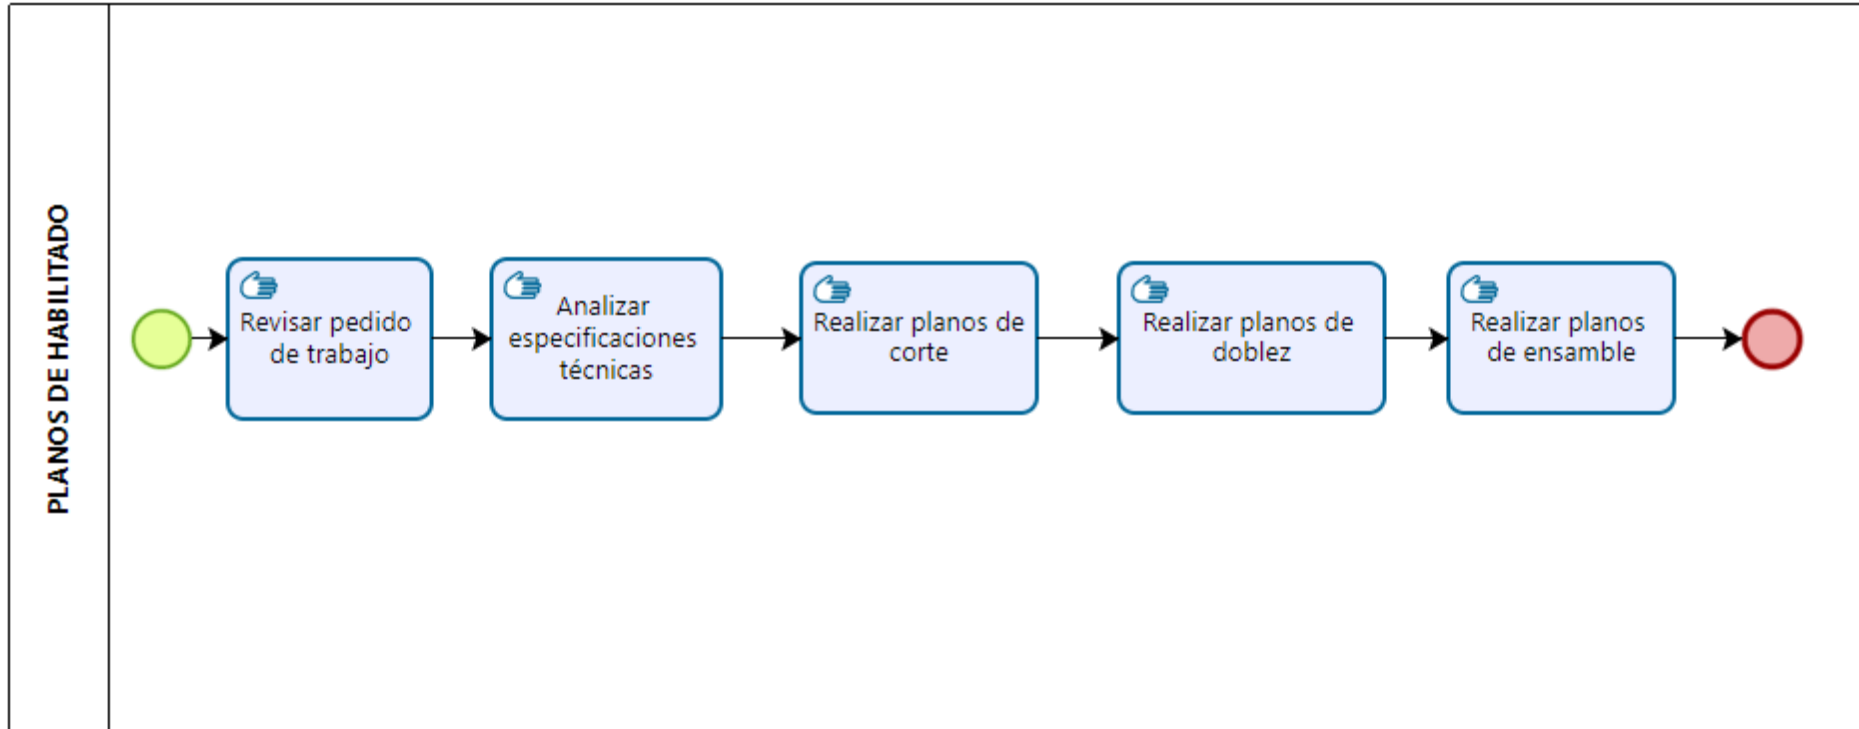 PLANOS DE HABILITADO
Revisar pedido
de trabajo
Analizar
especificaciones
técnicas
Realizar planos de
corte
Realizar planos de
doblez
Realizar planos
de ensamble